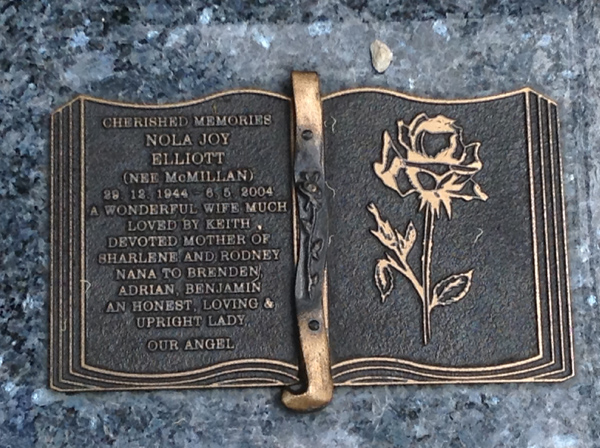 CHERISHED MEMORIES
NOLA JOY
ELLIOTT
(NEE McMILLAN)
29. 12. 1944 - 6. 5. 2004
A WONDERFUL WIFE MUCH
LOVED BY KEITH,
DEVOTED MOTHER OF
SHARLENE AND RODNEY
NANA TO BRENDEN,
ADRIAN, BENJAMIN
AN HONEST, LOVING &
UPRIGHT LADY,
OUR ANGEL